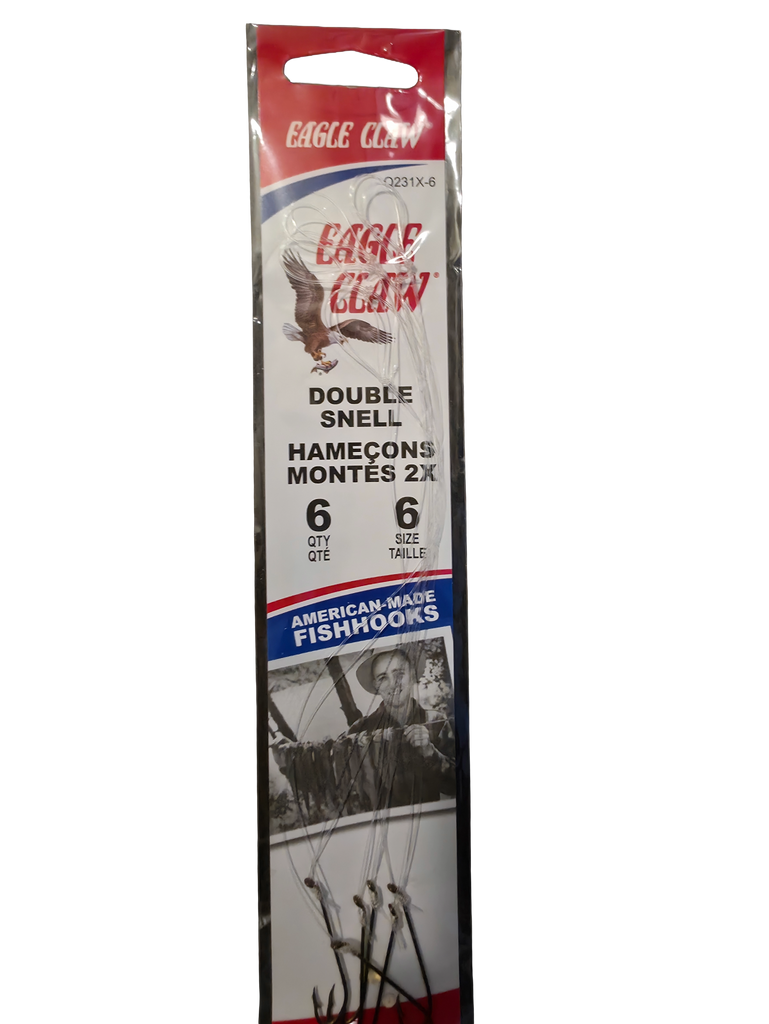 EAGLE CLAW®
Q231X-6
EAGLE
CLAW®
DOUBLE
SNELL
HAMEÇONS
MONTÉS 2X
6 6
QTY SIZE
QTÉ TAILLE
AMERICAN-MADE
FISHHOOKS